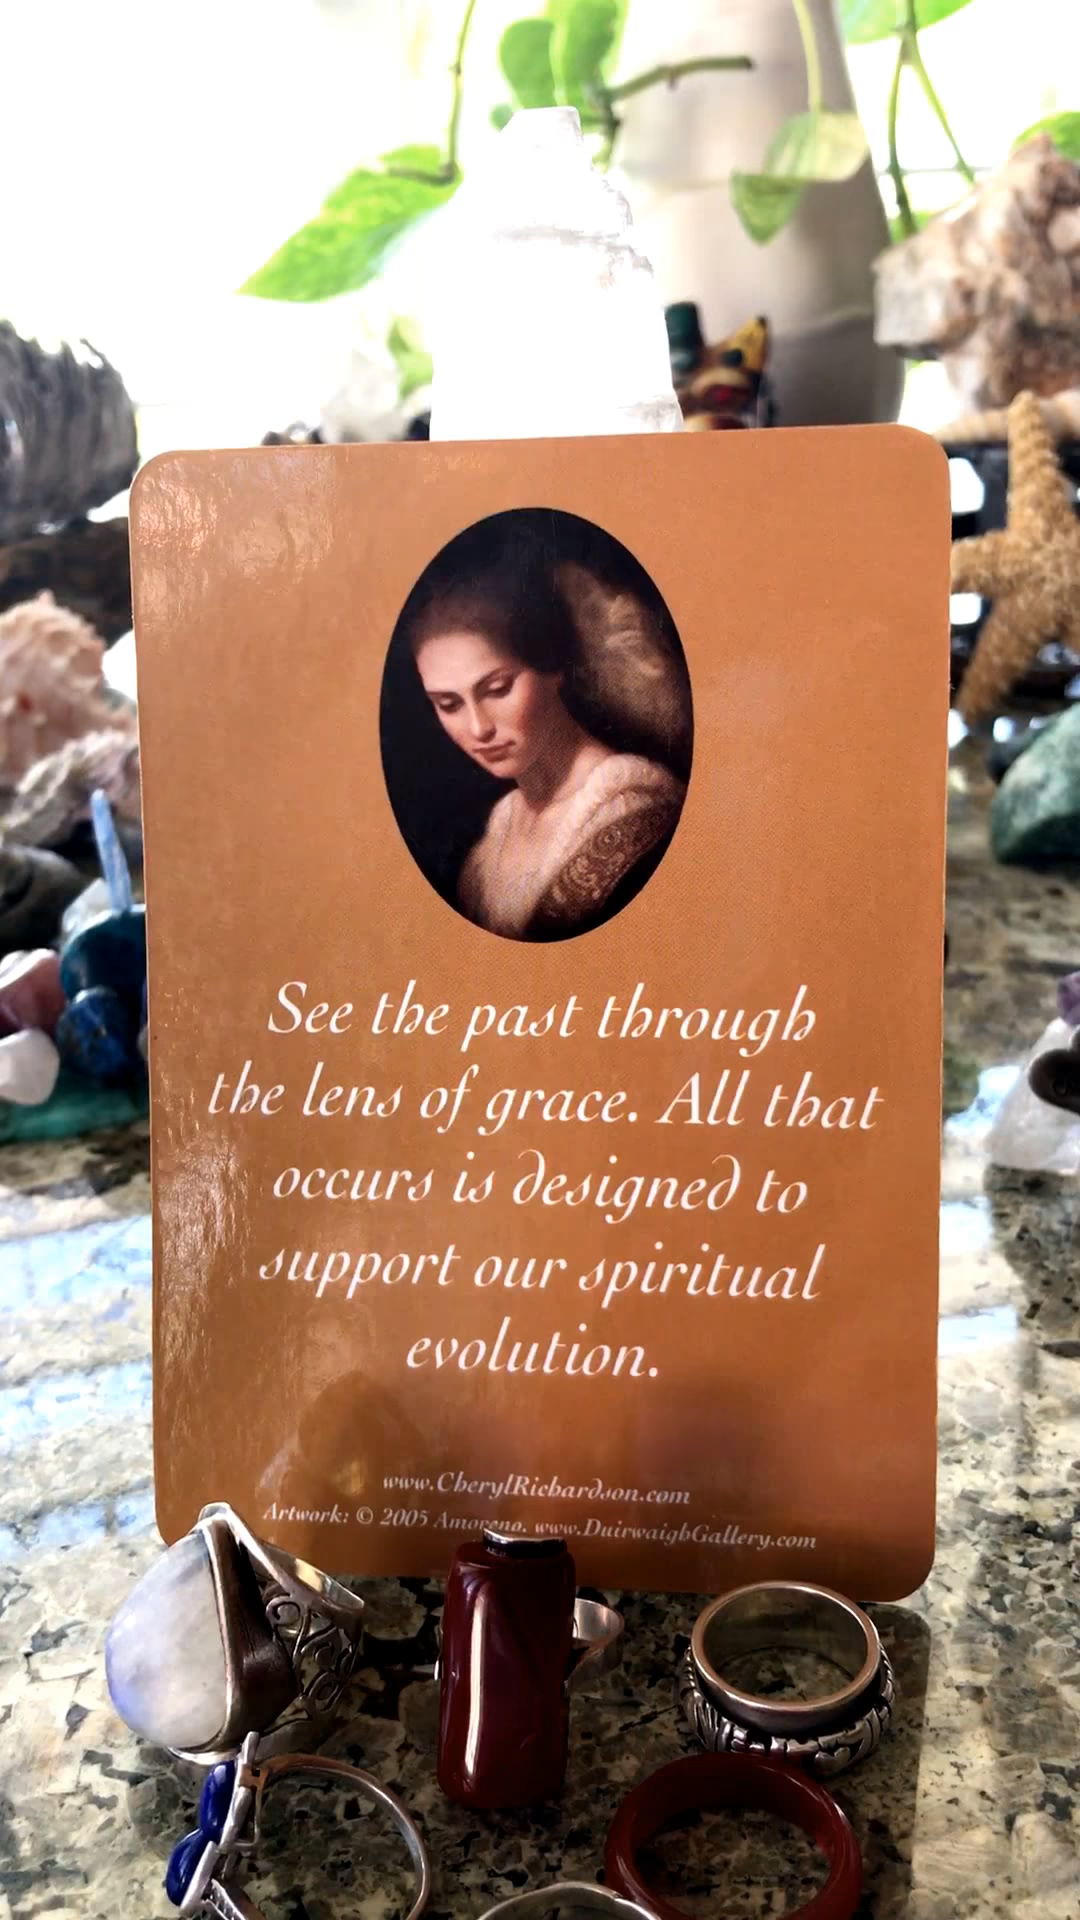 See the past through
the lens of grace. All that
occurs is designed to
support our spiritual
evolution.
www.CherylRichardson.com
Artwork: © 2005 Amoreno. www.DuirwaighGallery.com